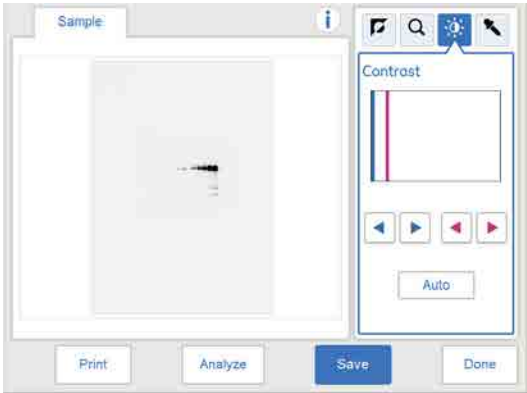 Sample
i
Contrast
Auto
Print
Analyze
Save
Done